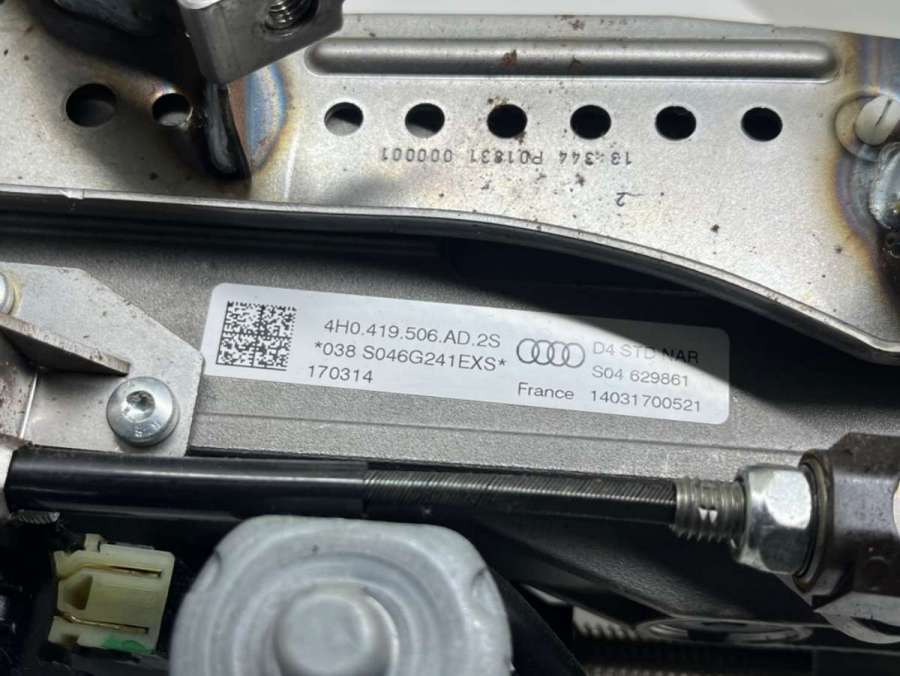 13 344 P01831 000001
2
4H0.419.506.AD.2S
*038 S046G241EXS*
170314
D4 STD NAR
S04 629861
France 14031700521